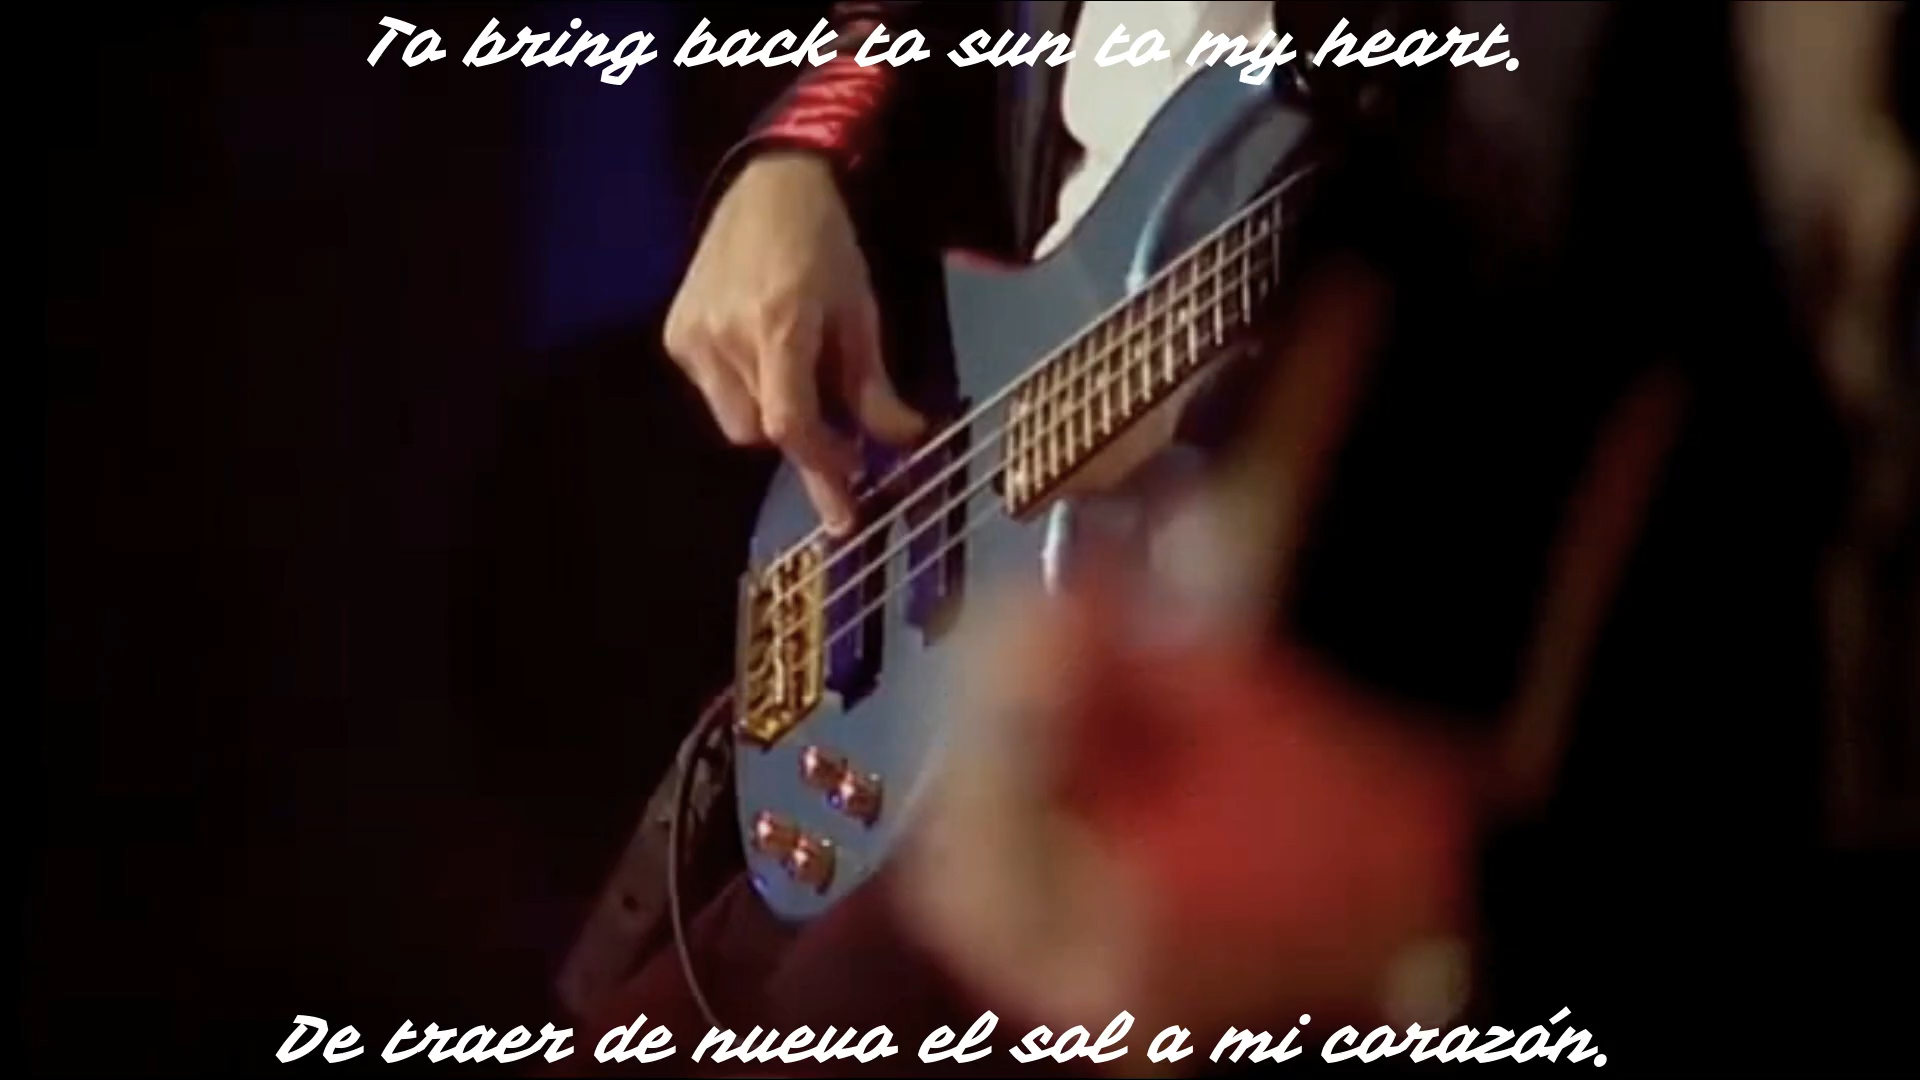 To bring back to sun to my heart.
De traer de nuevo el sol a mi corazón.